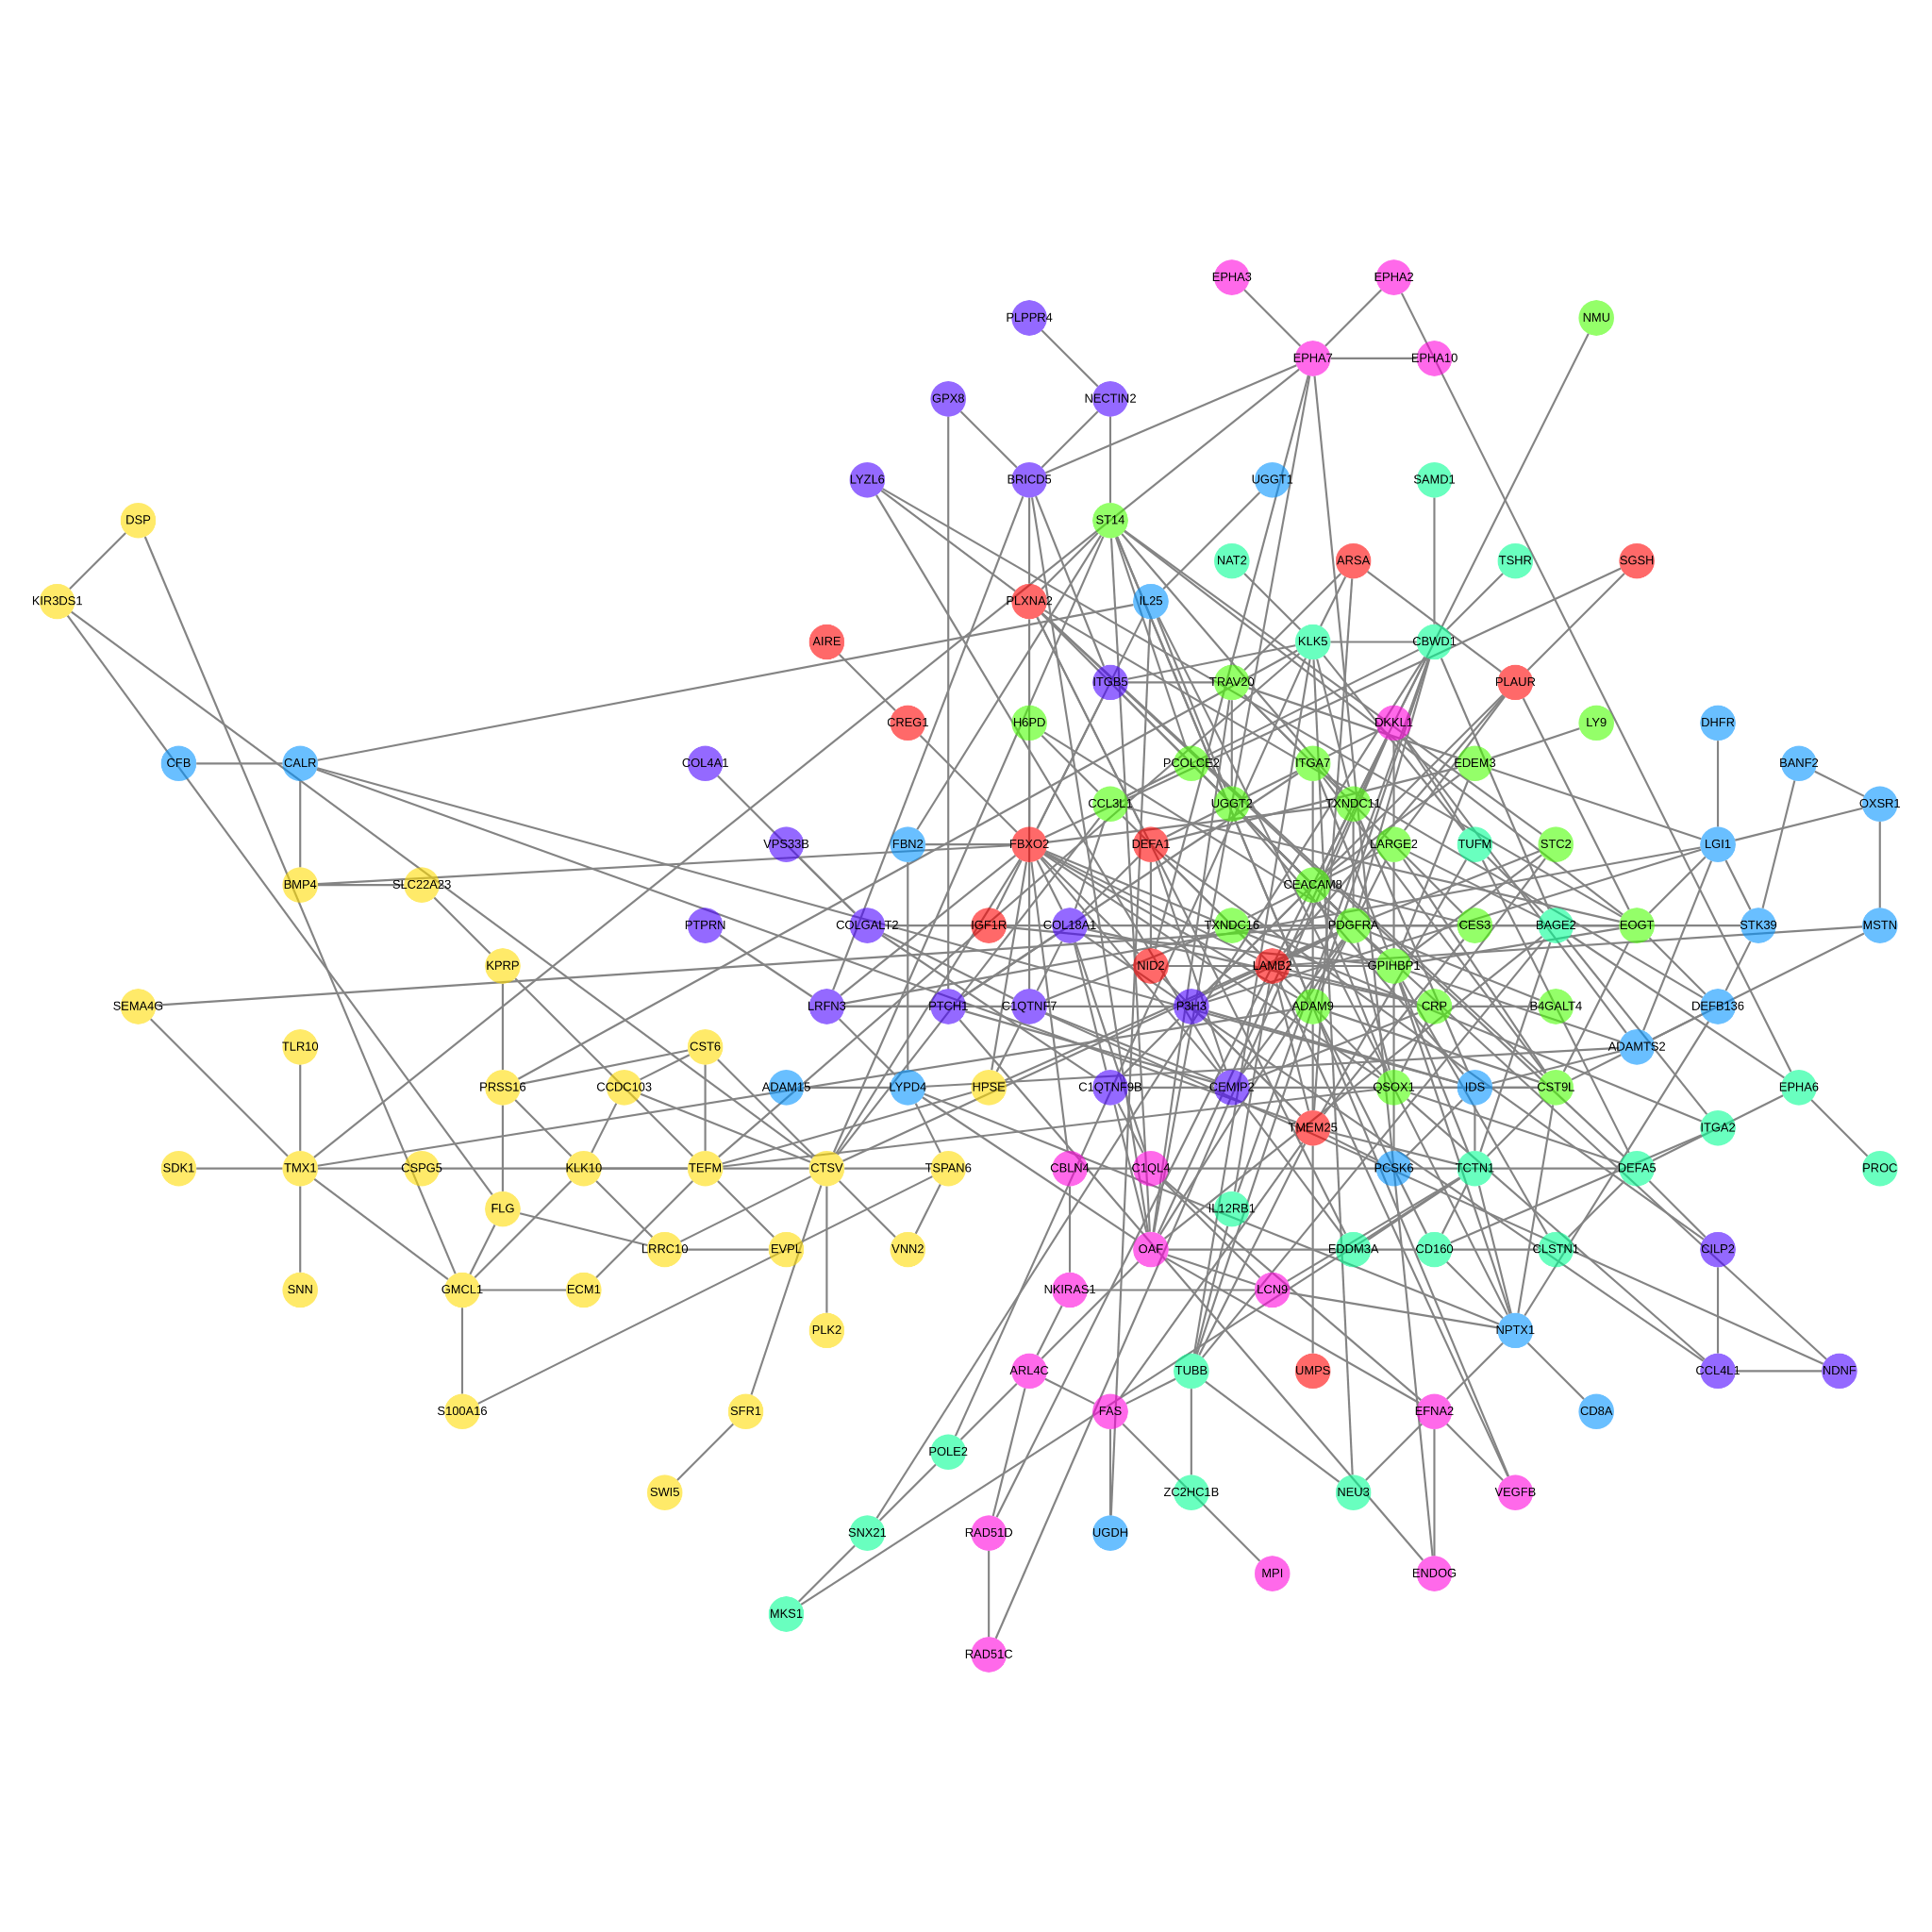 EPHA3
EPHA2
PLPPR4
NMU
EPHA7
EPHA10
GPX8
NECTIN2
LYZL6
BRICD5
UGGT1
SAMD1
DSP
ST14
NAT2
ARSA
TSHR
SGSH
KIR3DS1
PLXNA2
IL25
AIRE
KLK5
CBWD1
ITGB5
TRAV20
PLAUR
CREG1
H6PD
DKKL1
LY9
DHFR
CFB
CALR
COL4A1
PCOLCE2
ITGA7
EDEM3
BANF2
CCL3L1
UGGT2
TXNDC11
OXSR1
VPS33B
FBN2
FBXO2
DEFA1
LARGE2
TUFM
STC2
LGI1
BMP4
SLC22A23
CEACAM8
PTPRN
COLGALT2
IGF1R
COL18A1
TXNDC16
PDGFRA
CES3
BAGE2
EOGT
STK39
MSTN
KPRP
NID2
LAMB2
GPIHBP1
SEMA4G
LRFN3
PTCH1
C1QTNF7
P3H3
ADAM9
CRP
B4GALT4
DEFB136
TLR10
CST6
ADAMTS2
PRSS16
CCDC103
ADAM15
LYPD4
HPSE
C1QTNF9B
CEMIP2
QSOX1
IDS
CST9L
EPHA6
TMEM25
ITGA2
SDK1
TMX1
CSPG5
KLK10
TEFM
CTSV
TSPAN6
CBLN4
C1QL4
PCSK6
TCTN1
DEFA5
PROC
FLG
IL12RB1
LRRC10
EVPL
VNN2
OAF
EDDM3A
CD160
CLSTN1
CILP2
SNN
GMCL1
ECM1
NKIRAS1
LCN9
PLK2
NPTX1
ARL4C
TUBB
UMPS
CCL4L1
NDNF
S100A16
SFR1
FAS
EFNA2
CD8A
POLE2
SWI5
ZC2HC1B
NEU3
VEGFB
SNX21
RAD51D
UGDH
MPI
ENDOG
MKS1
RAD51C